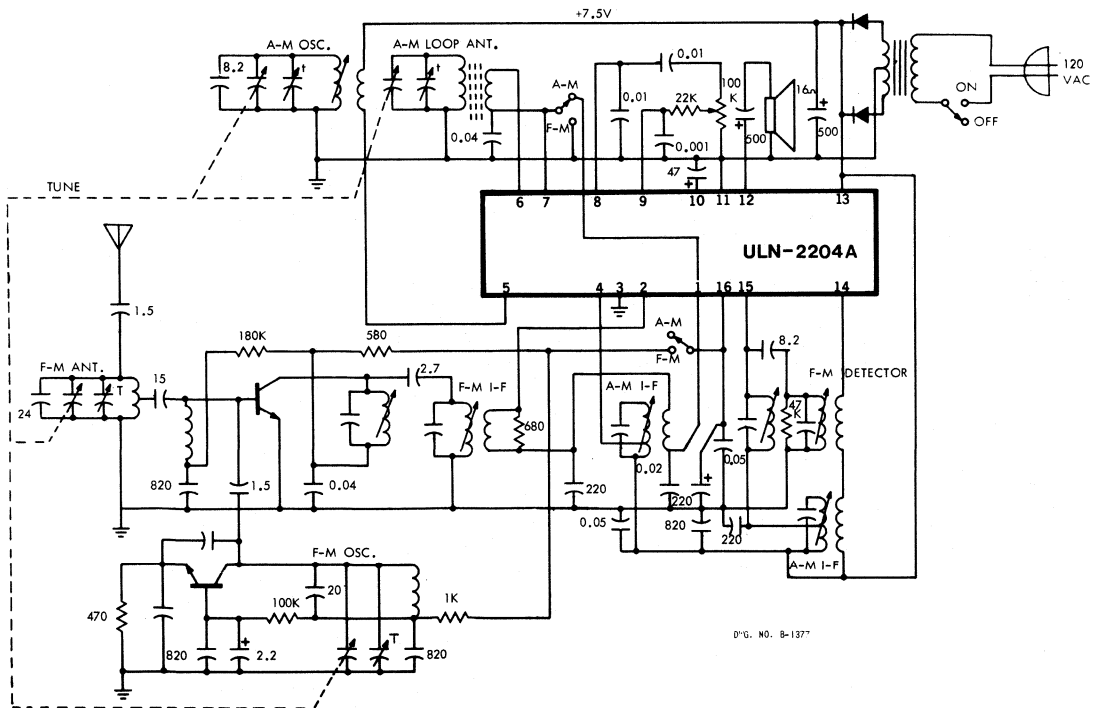 +7.5V
A-M OSC.
A-M LOOP ANT.
8.2
t
t
A-M
F-M
0.04
0.01
0.01
22K
100
K
0.001
47
+
500
+
16Ω
+
500
ON
OFF
120
VAC
TUNE
6 7 8 9 10 11 12 13
ULN-2204A
5 4 3 2 1 16 15 14
1.5
180K
580
A-M
F-M
8.2
F-M ANT.
T
24
15
2.7
F-M I-F
680
A-M I-F
0.02
F-M DETECTOR
47
K
0.05
+
820
1.5
0.04
220
220
0.05
820
220
A-M I-F
F-M OSC.
20
470
100K
1K
T
820
+
2.2
820
DWG. NO. B-1377